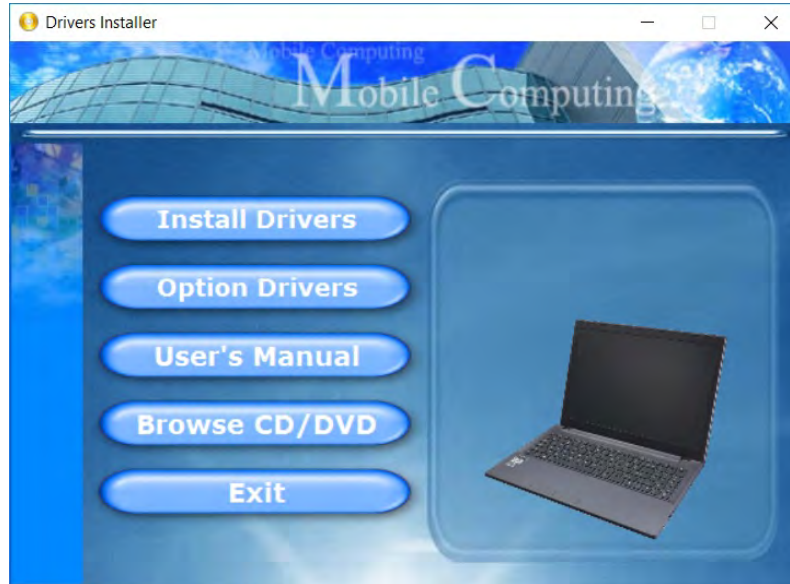 Drivers Installer
Mobile Computing
Mobile Computing
Install Drivers
Option Drivers
User's Manual
Browse CD/DVD
Exit